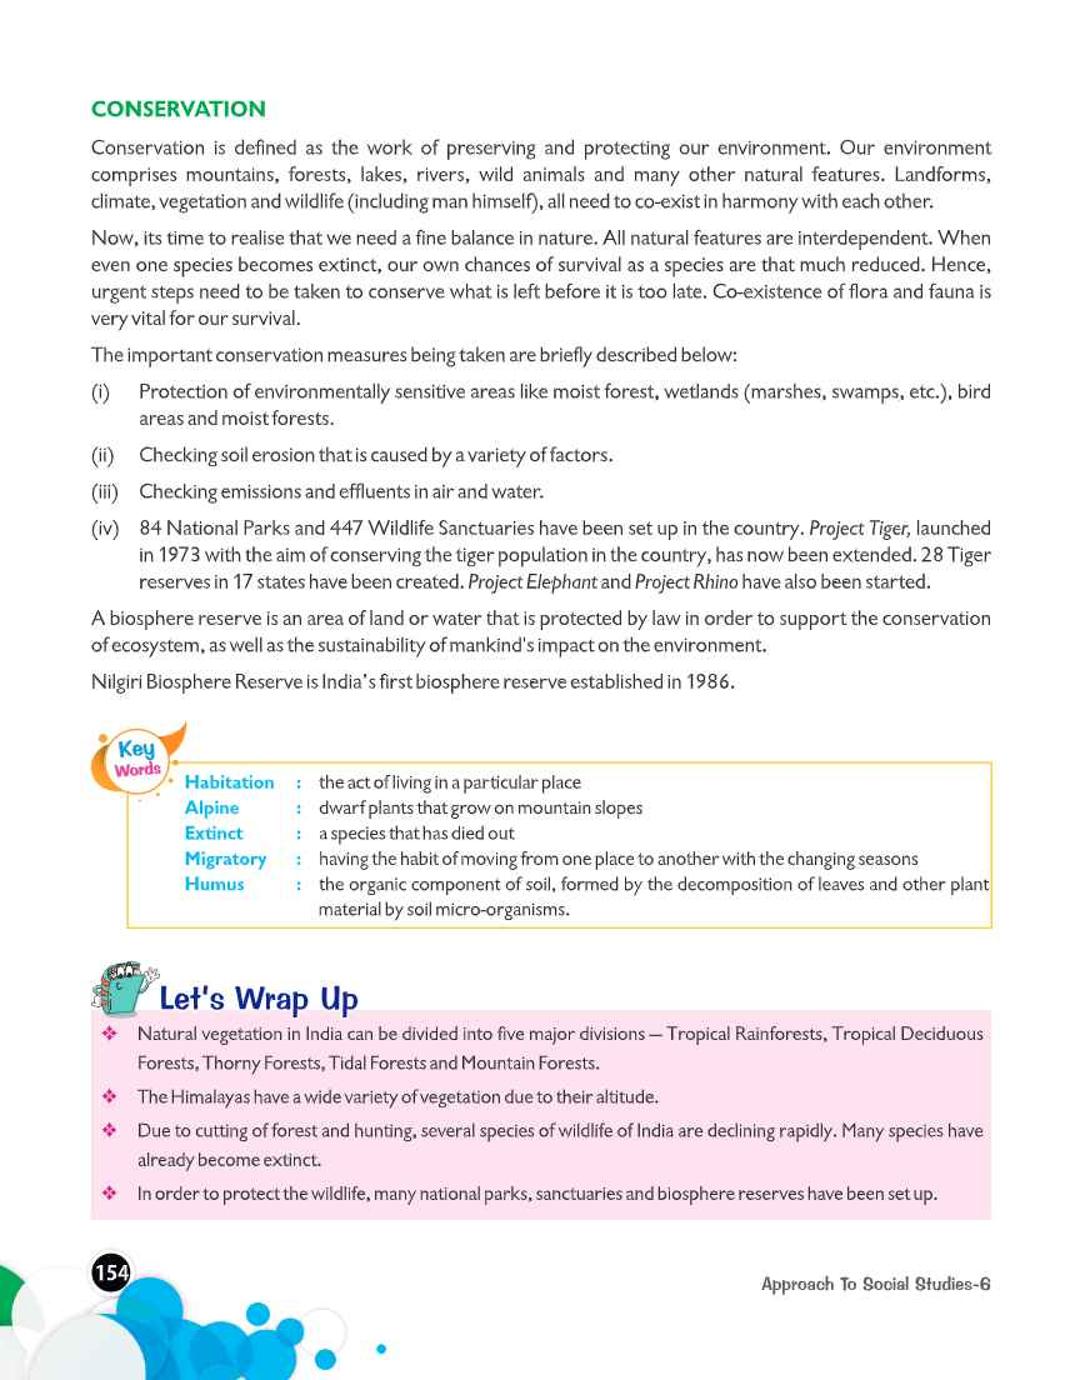 CONSERVATION
Conservation is defined as the work of preserving and protecting our environment. Our environment
comprises mountains, forests, lakes, rivers, wild animals and many other natural features. Landforms,
climate, vegetation and wildlife (including man himself), all need to co-exist in harmony with each other.
Now, its time to realise that we need a fine balance in nature. All natural features are interdependent. When
even one species becomes extinct, our own chances of survival as a species are that much reduced. Hence,
urgent steps need to be taken to conserve what is left before it is too late. Co-existence of flora and fauna is
very vital for our survival.
The important conservation measures being taken are briefly described below:
(i) Protection of environmentally sensitive areas like moist forest, wetlands (marshes, swamps, etc.), bird
areas and moist forests.
(ii) Checking soil erosion that is caused by a variety of factors.
(iii) Checking emissions and effluents in air and water.
(iv) 84 National Parks and 447 Wildlife Sanctuaries have been set up in the country. Project Tiger, launched
in 1973 with the aim of conserving the tiger population in the country, has now been extended. 28 Tiger
reserves in 17 states have been created. Project Elephant and Project Rhino have also been started.
A biosphere reserve is an area of land or water that is protected by law in order to support the conservation
of ecosystem, as well as the sustainability of mankind's impact on the environment.
Nilgiri Biosphere Reserve is India's first biosphere reserve established in 1986.
Key
Words
Habitation : the act of living in a particular place
Alpine : dwarf plants that grow on mountain slopes
Extinct : a species that has died out
Migratory : having the habit of moving from one place to another with the changing seasons
Humus : the organic component of soil, formed by the decomposition of leaves and other plant
material by soil micro-organisms.
Let's Wrap Up
❖ Natural vegetation in India can be divided into five major divisions — Tropical Rainforests, Tropical Deciduous
Forests, Thorny Forests, Tidal Forests and Mountain Forests.
❖ The Himalayas have a wide variety of vegetation due to their altitude.
❖ Due to cutting of forest and hunting, several species of wildlife of India are declining rapidly. Many species have
already become extinct.
❖ In order to protect the wildlife, many national parks, sanctuaries and biosphere reserves have been set up.
154
Approach To Social Studies-6